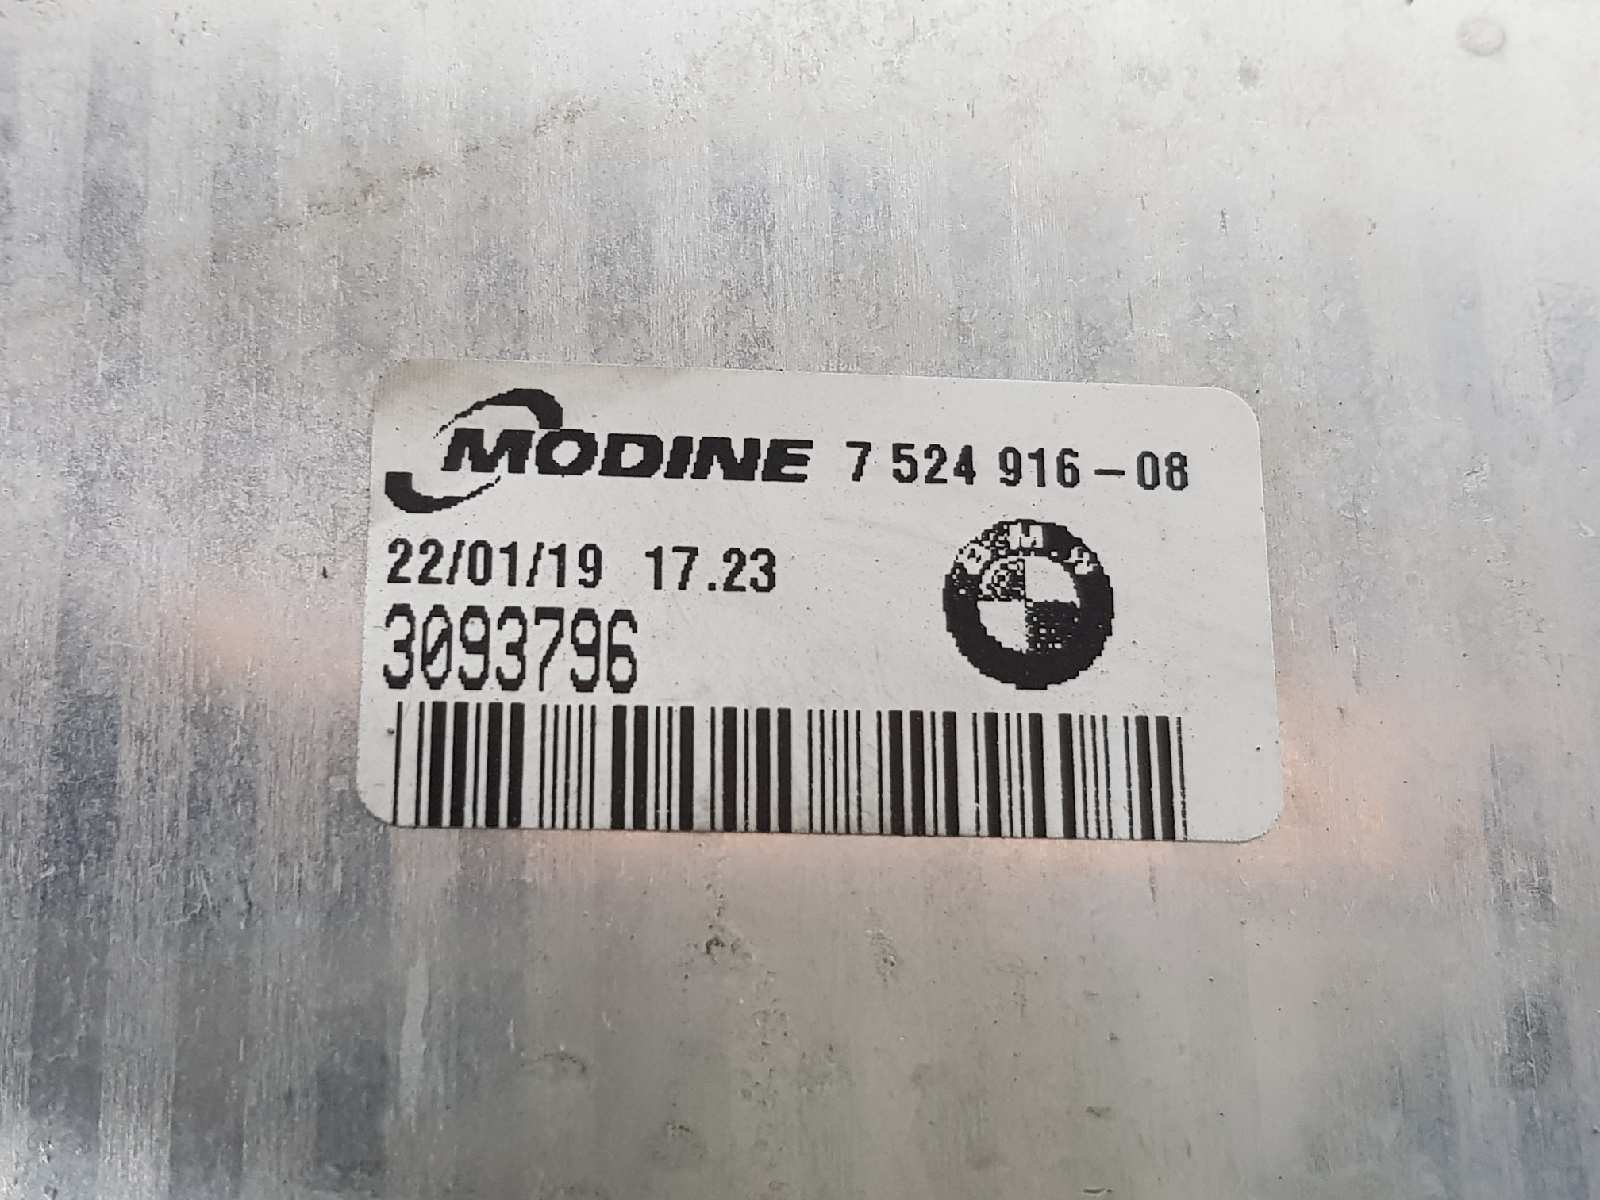 MODINE 7 524 916-08
22/01/19 17.23
3093796